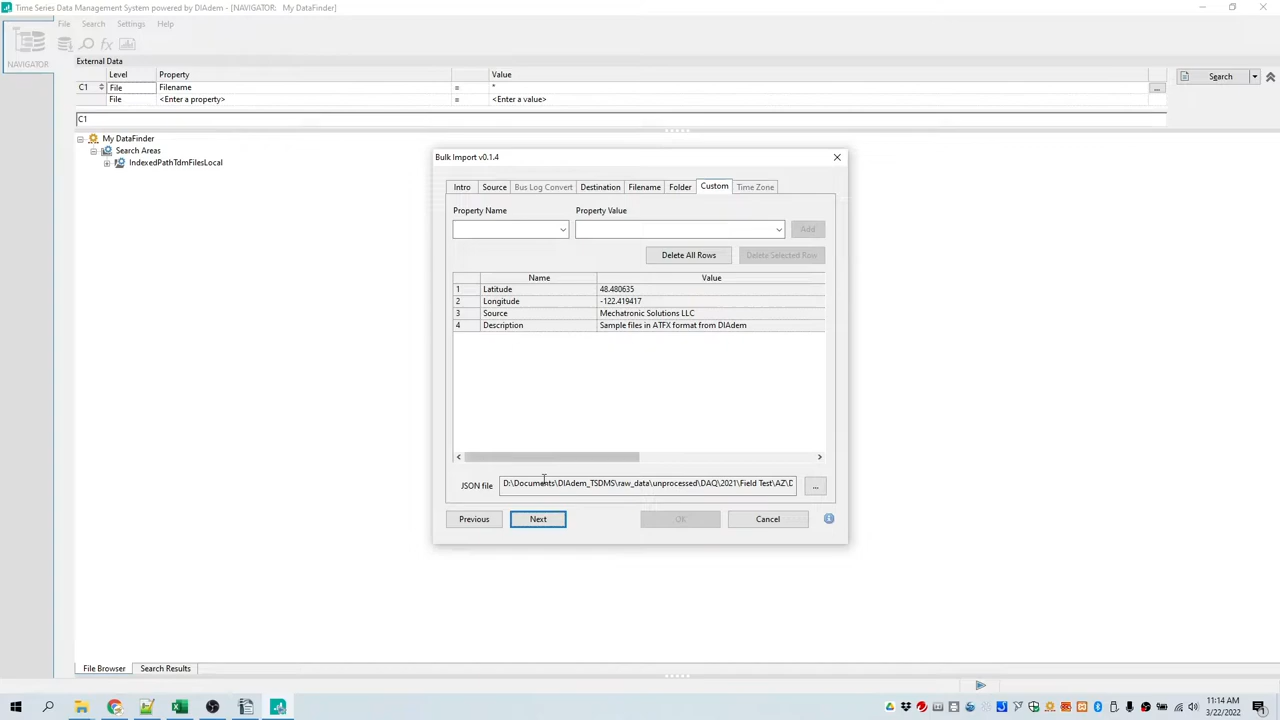 Time Series Data Management System powered by DIAdem - [NAVIGATOR:   My DataFinder]
File Search Settings Help
NAVIGATOR
External Data
Level Property Value
C1 File Filename = * ...
File <Enter a property> = <Enter a value>
Search
C1
My DataFinder
Search Areas
IndexedPathTdmFilesLocal
Bulk Import v0.1.4
Intro Source Bus Log Convert Destination Filename Folder Custom Time Zone
Property Name Property Value
Add
Delete All Rows Delete Selected Row
Name Value
1 Latitude 48.480635
2 Longitude -122.419417
3 Source Mechatronic Solutions LLC
4 Description Sample files in ATFX format from DIAdem
JSON file D:\Documents\DIAdem_TSDMS\raw_data\unprocessed\DAQ\2021\Field Test\AZ\D ...
Previous Next OK Cancel
File Browser Search Results
11:14 AM
3/22/2022